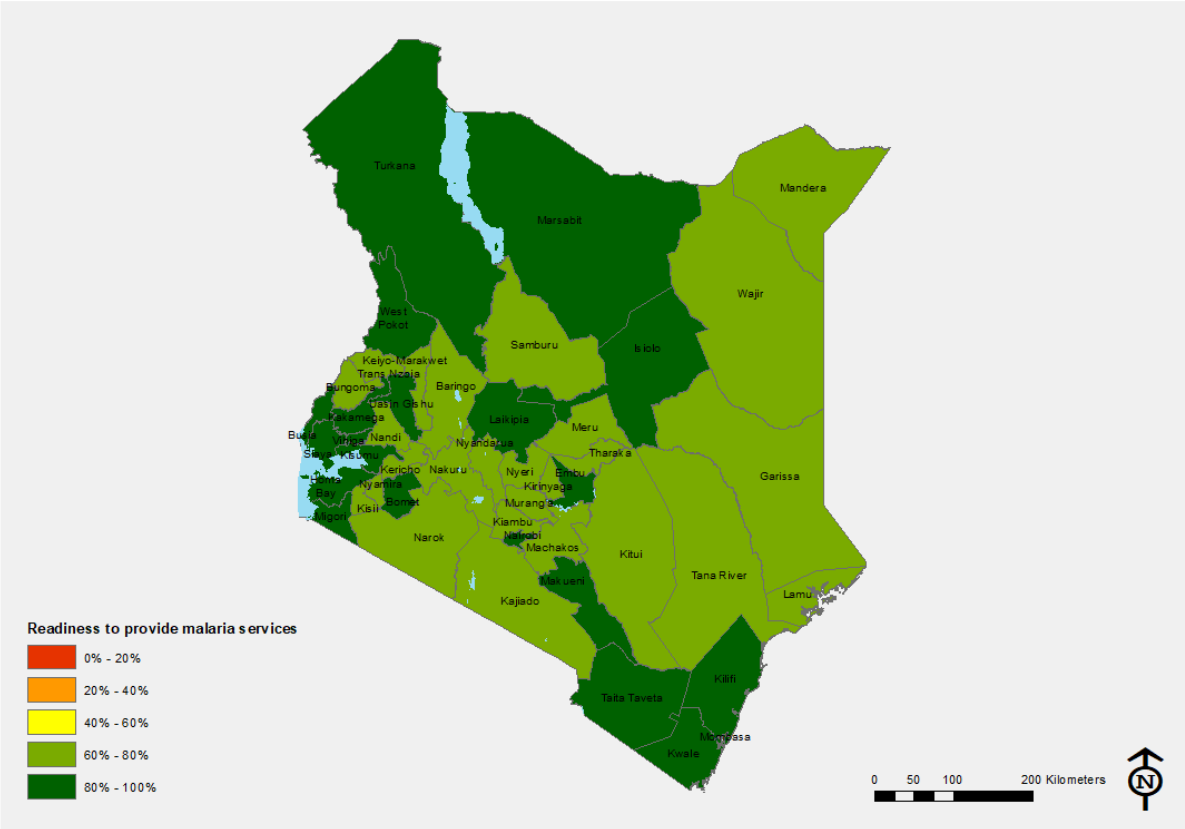 Turkana
Mandera
Marsabit
Wajir
West
Pokot
Samburu
Isiolo
Keiyo-Marakwet
Trans Nzoia
Bungoma
Baringo
Uasin Gishu
Kakamega
Laikipia
Meru
Busia
Vihiga
Nandi
Nyandarua
Siaya
Kisumu
Tharaka
Kericho
Nakuru
Nyeri
Embu
Garissa
Homa
Bay
Nyamira
Kirinyaga
Bomet
Murang'a
Kisii
Migori
Kiambu
Nairobi
Narok
Machakos
Kitui
Tana River
Makueni
Lamu
Kajiado
Kilifi
Taita Taveta
Mombasa
Kwale
Readiness to provide malaria services
0% - 20%
20% - 40%
40% - 60%
60% - 80%
80% - 100%
0 50 100 200 Kilometers
N